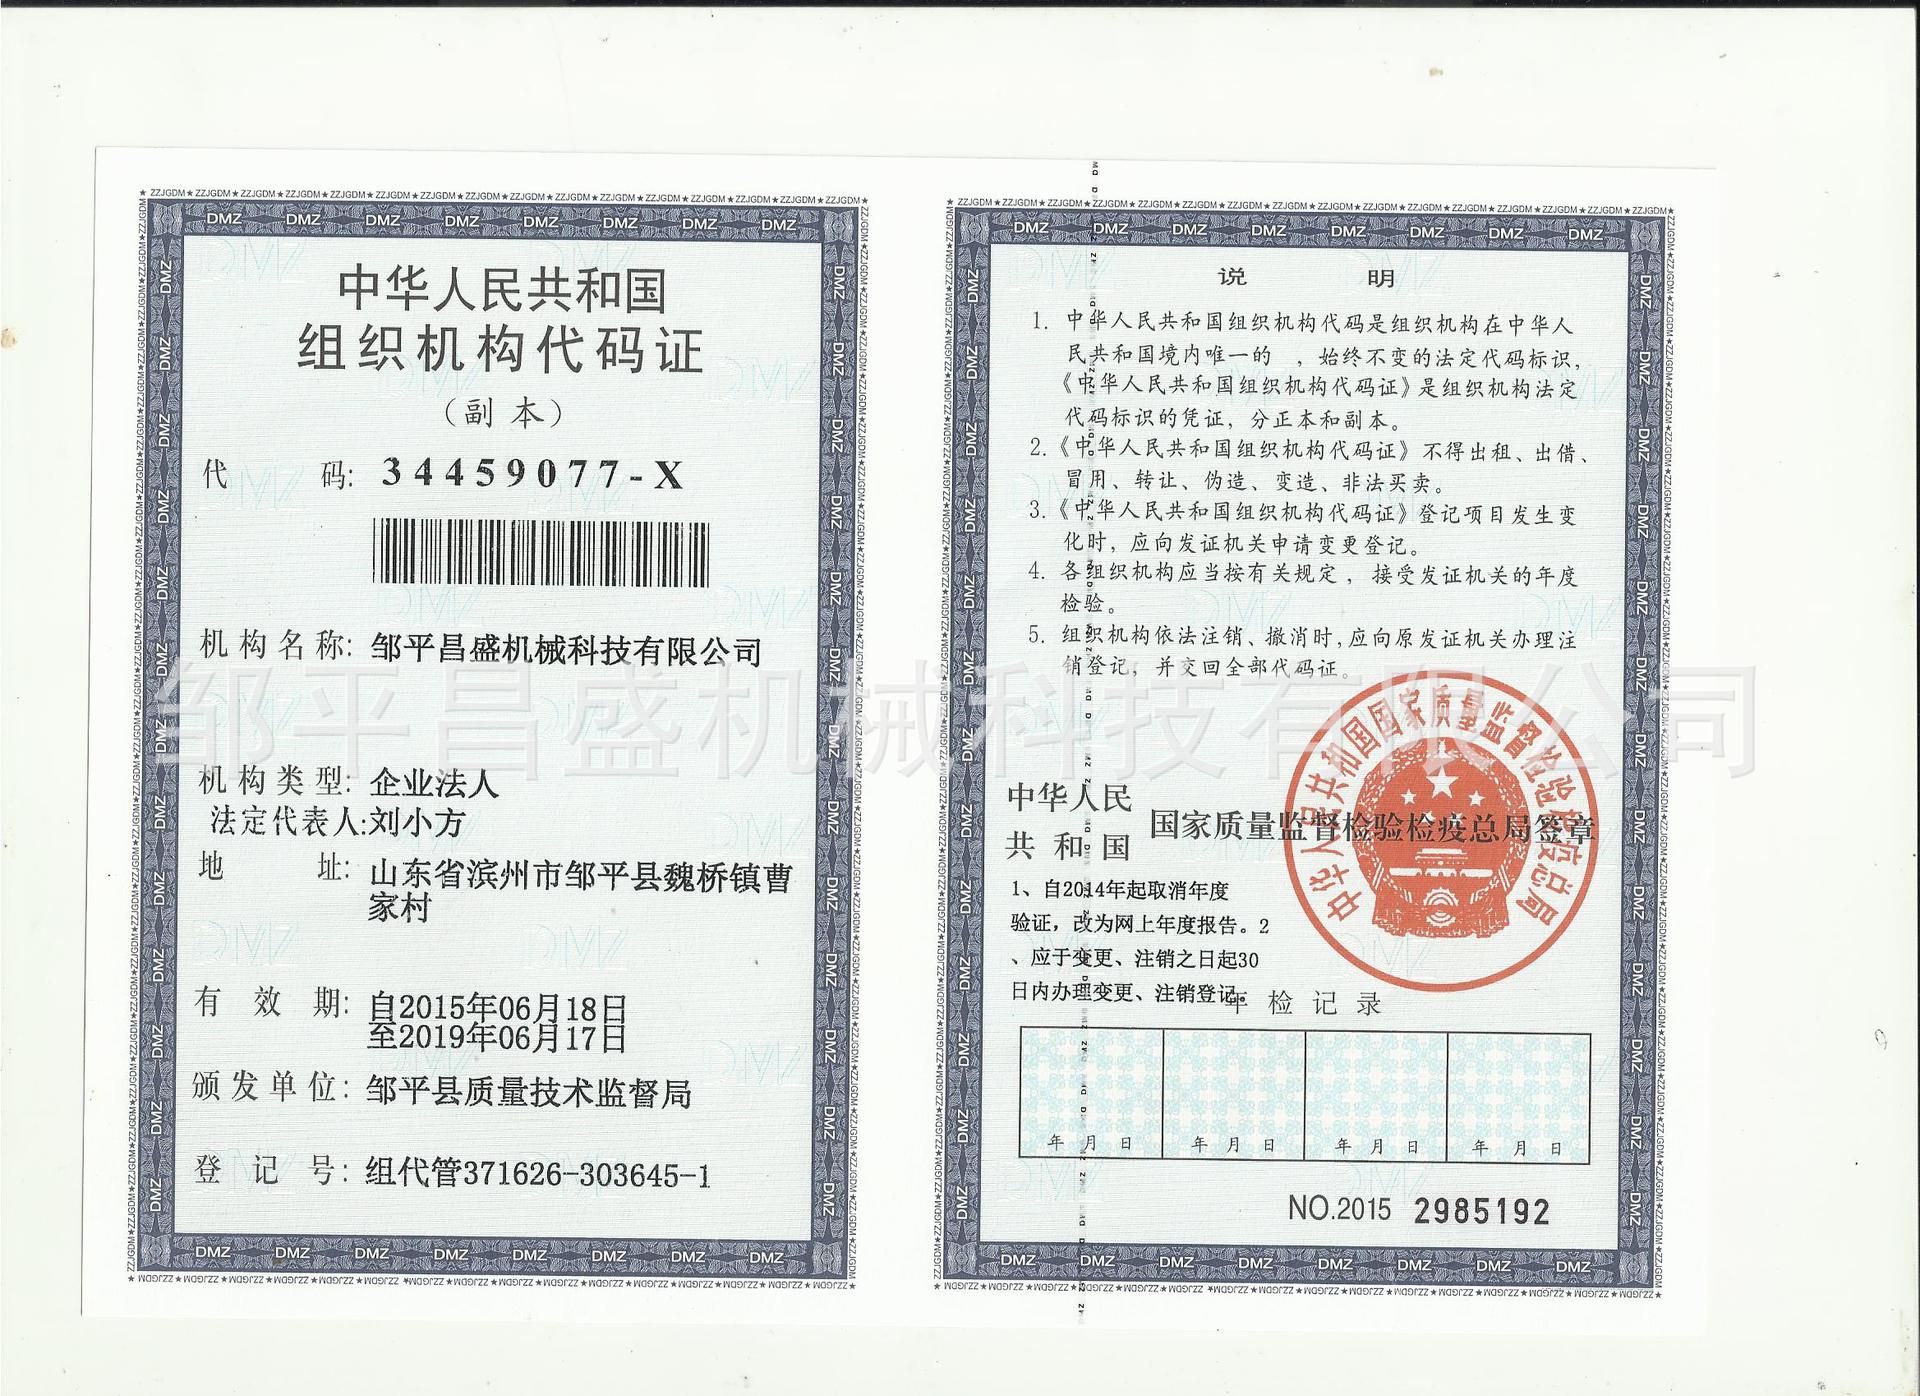 中华人民共和国
组织机构代码证
（副本）
代 码: 34459077-X
机构名称: 邹平昌盛机械科技有限公司
邹平昌盛机械科技有限公司
机构类型: 企业法人
法定代表人:刘小方
地 址: 山东省滨州市邹平县魏桥镇曹
家村
有效期: 自2015年06月18日
至2019年06月17日
颁发单位: 邹平县质量技术监督局
登记号: 组代管371626-303645-1
说 明
1. 中华人民共和国组织机构代码是组织机构在中华人
民共和国境内唯一的 ，始终不变的法定代码标识，
《中华人民共和国组织机构代码证》是组织机构法定
代码标识的凭证，分正本和副本。
2.《中华人民共和国组织机构代码证》不得出租、出借、
冒用、转让、伪造、变造、非法买卖。
3.《中华人民共和国组织机构代码证》登记项目发生变
化时，应向发证机关申请变更登记。
4. 各组织机构应当按有关规定，接受发证机关的年度
检验。
5. 组织机构依法注销、撤消时，应向原发证机关办理注
销登记，并交回全部代码证。
中华人民共和国国家质量监督检验检疫总局
中华人民
共和国
国家质量监督检验检疫总局签章
1、自2014年起取消年度
验证，改为网上年度报告。2
、应于变更、注销之日起30
日内办理变更、注销登记。
年检记录
年 月 日 年 月 日 年 月 日 年 月 日
NO.2015 2985192
DMZ
ZZJGDM